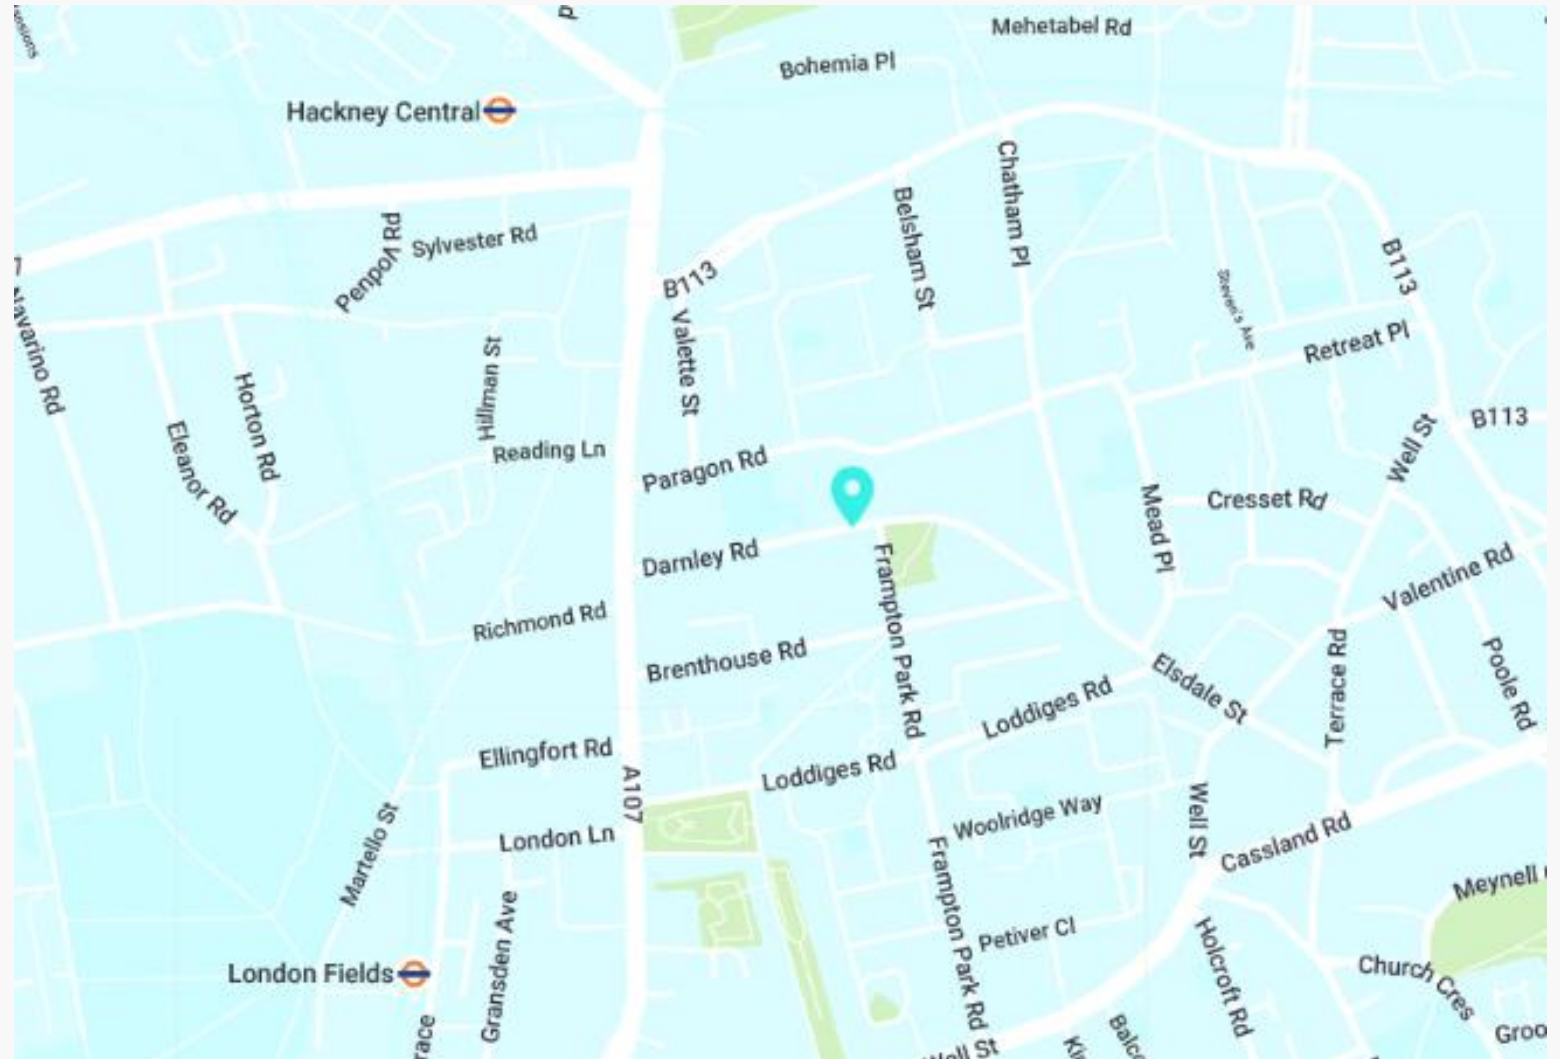 Mehetabel Rd
Bohemia Pl
Hackney Central
Chatham Pl
Belsham St
Penpoll Rd
Sylvester Rd
B113
B113
Steven's Ave
Navarino Rd
Valette St
Retreat Pl
Hillman St
Horton Rd
Eleanor Rd
Reading Ln
Paragon Rd
Well St
B113
Mead Pl
Cresset Rd
Darnley Rd
Frampton Park Rd
Valentine Rd
Richmond Rd
Brenthouse Rd
Elsdale St
Terrace Rd
Poole Rd
Loddiges Rd
Ellingfort Rd
Loddiges Rd
A107
Woolridge Way
Well St
Cassland Rd
London Ln
Martello St
Frampton Park Rd
Meynell
Gransden Ave
Petiver Cl
Holcroft Rd
London Fields
Church Cres
Well St